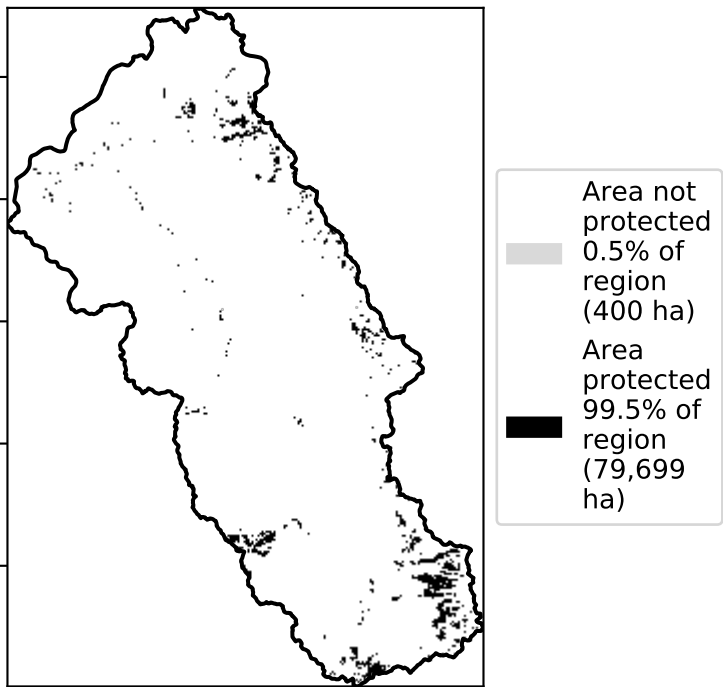 Area not
protected
0.5% of
region
(400 ha)
Area
protected
99.5% of
region
(79,699
ha)